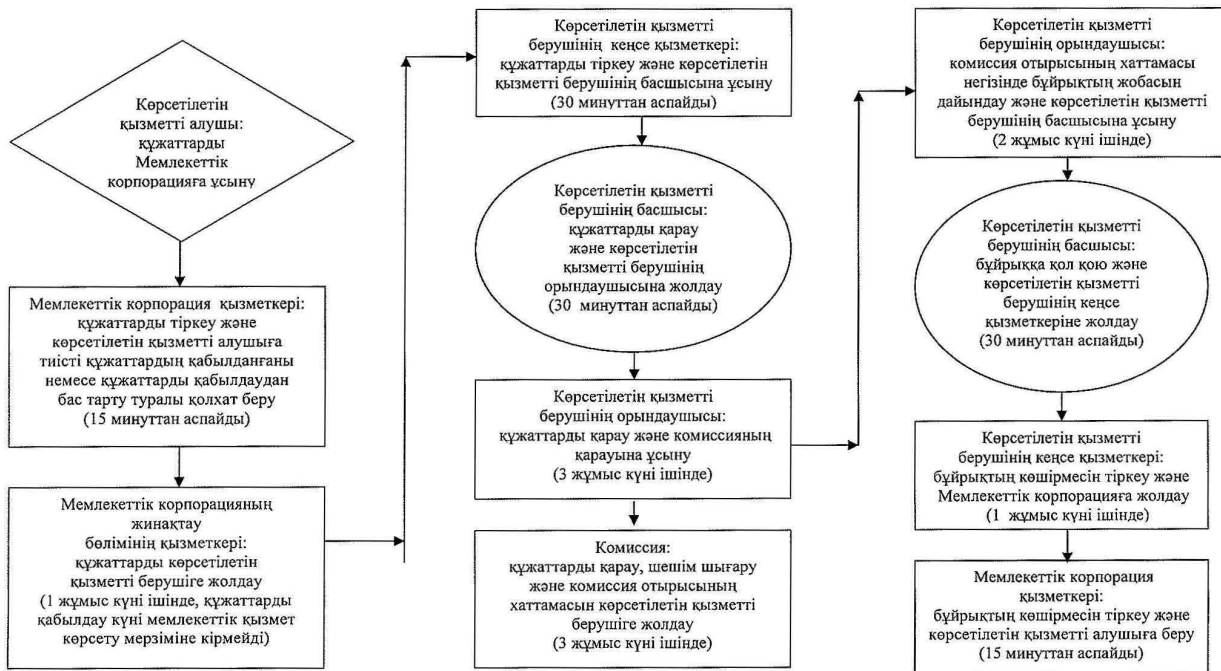 Көрсетілетін
қызметті алушы:
құжаттарды
Мемлекеттік
корпорацияға ұсыну
Мемлекеттік корпорация қызметкері:
құжаттарды тіркеу және
көрсетілетін қызметті алушыға
тиісті құжаттардың қабылданғаны
немесе құжаттарды қабылдаудан
бас тарту туралы қолхат беру
(15 минуттан аспайды)
Мемлекеттік корпорацияның
жинақтау
бөлімінің қызметкері:
құжаттарды көрсетілетін
қызметті берушіге жолдау
(1 жұмыс күні ішінде, құжаттарды
қабылдау күні мемлекеттік қызмет
көрсету мерзіміне кірмейді)
Көрсетілетін қызметті
берушінің кеңсе қызметкері:
құжаттарды тіркеу және көрсетілетін
қызметті берушінің басшысына ұсыну
(30 минуттан аспайды)
Көрсетілетін қызметті
берушінің басшысы:
құжаттарды қарау
және көрсетілетін
қызметті берушінің
орындаушысына жолдау
(30 минуттан аспайды)
Көрсетілетін қызметті
берушінің орындаушысы:
құжаттарды қарау және комиссияның
қарауына ұсыну
(3 жұмыс күні ішінде)
Комиссия:
құжаттарды қарау, шешім шығару
және комиссия отырысының
хаттамасын көрсетілетін қызметті
берушіге жолдау
(3 жұмыс күні ішінде)
Көрсетілетін қызметті
берушінің орындаушысы:
комиссия отырысының хаттамасы
негізінде бұйрықтың жобасын
дайындау және көрсетілетін қызметті
берушінің басшысына ұсыну
(2 жұмыс күні ішінде)
Көрсетілетін қызметті
берушінің басшысы:
бұйрыққа қол қою және
көрсетілетін қызметті
берушінің кеңсе
қызметкеріне жолдау
(30 минуттан аспайды)
Көрсетілетін қызметті
берушінің кеңсе қызметкері:
бұйрықтың көшірмесін тіркеу және
Мемлекеттік корпорацияға жолдау
(1 жұмыс күні ішінде)
Мемлекеттік корпорация
қызметкері:
бұйрықтың көшірмесін тіркеу және
көрсетілетін қызметті алушыға беру
(15 минуттан аспайды)